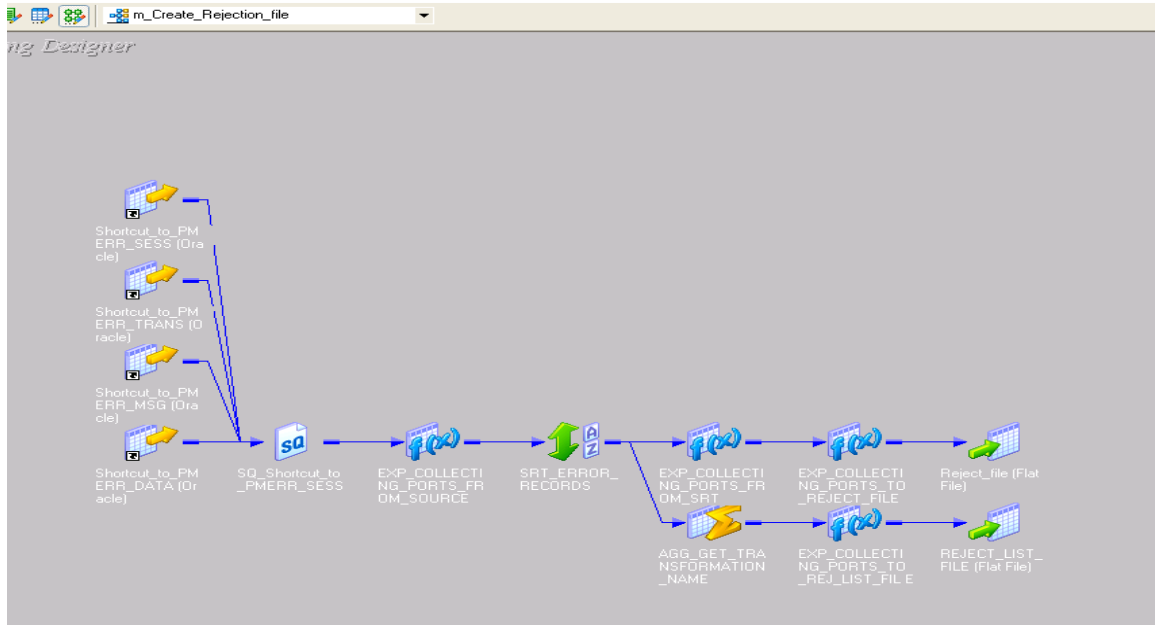 m_Create_Rejection_file
ng Designer
Shortcut_to_PM
ERR_SESS (Ora
cle)
Shortcut_to_PM
ERR_TRANS (O
racle)
Shortcut_to_PM
ERR_MSG (Ora
cle)
Shortcut_to_PM
ERR_DATA (Or
acle)
SQ
SQ_Shortcut_to
_PMERR_SESS
f(x)
EXP_COLLECTI
NG_PORTS_FR
OM_SOURCE
A
Z
SRT_ERROR_
RECORDS
f(x)
EXP_COLLECTI
NG_PORTS_FR
OM_SRT
f(x)
EXP_COLLECTI
NG_PORTS_TO
_REJECT_FILE
Reject_file (Flat
File)
AGG_GET_TRA
NSFORMATION
_NAME
f(x)
EXP_COLLECTI
NG_PORTS_TO
_REJ_LIST_FIL E
REJECT_LIST_
FILE (Flat File)